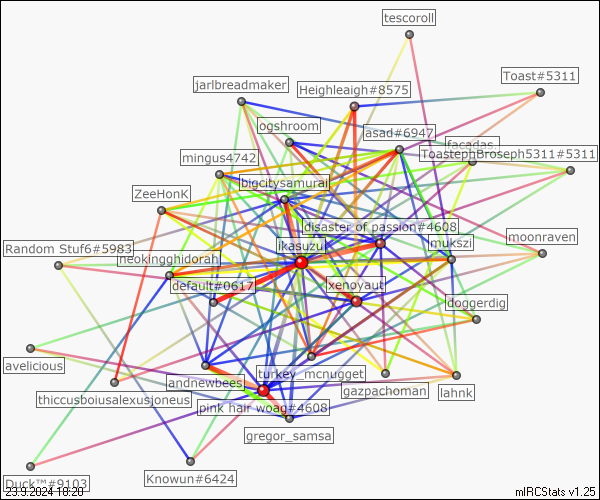 tescoroll
Toast#5311
jarlbreadmaker
Heighleaigh#8575
ogshroom
asad#6947
facadas_
ToastephBroseph5311#5311
mingus4742
bigcitysamurai
ZeeHonK
disaster of passion#4608
ikasuzu
mukszi
moonraven
Random Stuf6#5983
neokingghidorah
default#0617
xenoyaut
doggerdig
avelicious
andnewbees
turkey_mcnugget
gazpachoman
lahnk
thiccusboiusalexusjoneus
pink hair woag#4608
gregor_samsa
Knowun#6424
Duck™#9103
23.9.2024 10:20
mIRCStats v1.25